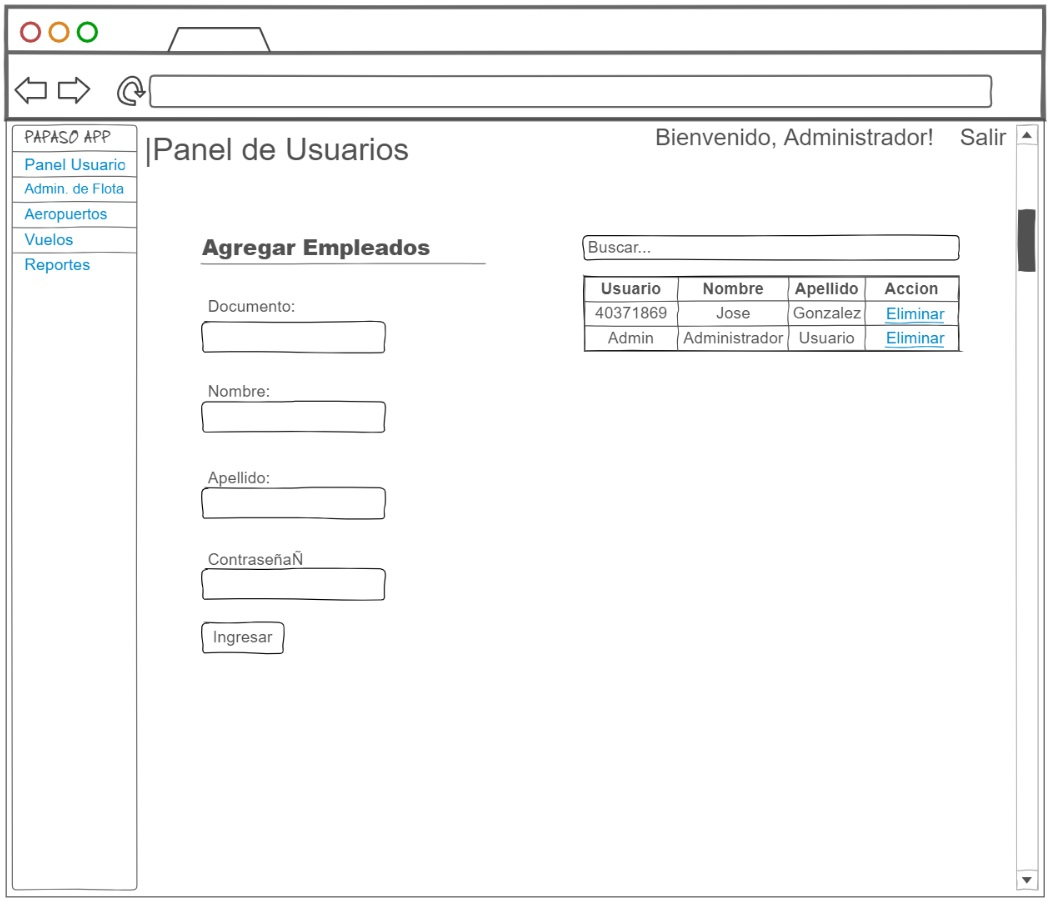 PAPASO APP
Panel Usuario
Admin. de Flota
Aeropuertos
Vuelos
Reportes
|Panel de Usuarios
Bienvenido, Administrador! Salir
Agregar Empleados
Documento:
Nombre:
Apellido:
ContraseñaÑ
Ingresar
Buscar...
Usuario Nombre Apellido Accion
40371869 Jose Gonzalez Eliminar
Admin Administrador Usuario Eliminar